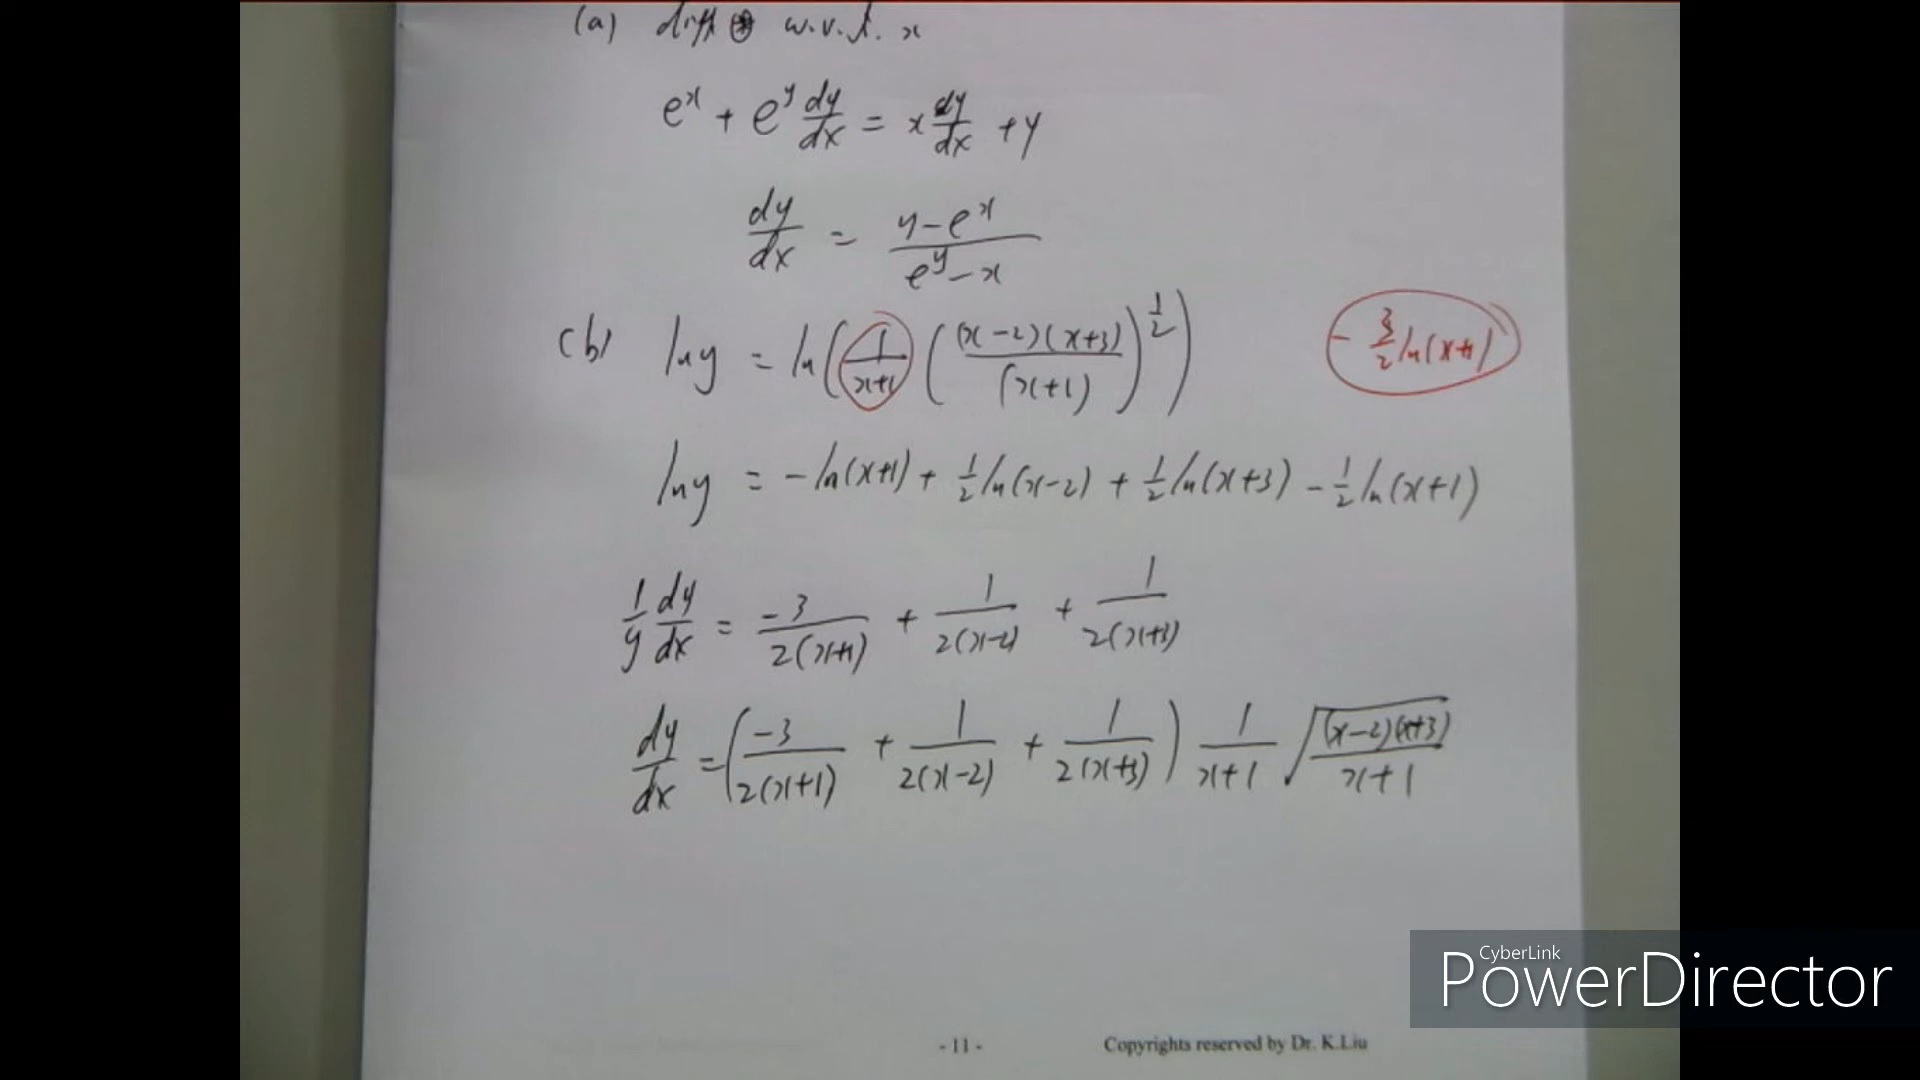 (a) diff ⊛ w.r.t. x
e^x + e^y dy/dx = x dy/dx + y
dy/dx = (y - e^x)/(e^y - x)
(b) ln y = ln( 1/(x+1) ( (x-2)(x+3)/(x+1) )^(1/2) )
- 3/2 ln(x+1)
ln y = - ln(x+1) + 1/2 ln(x-2) + 1/2 ln(x+3) - 1/2 ln(x+1)
1/y dy/dx = -3/(2(x+1)) + 1/(2(x-2)) + 1/(2(x+3))
dy/dx = ( -3/(2(x+1)) + 1/(2(x-2)) + 1/(2(x+3)) ) 1/(x+1) √( (x-2)(x+3)/(x+1) )
CyberLink
PowerDirector
- 11 - Copyrights reserved by Dr. K.Liu